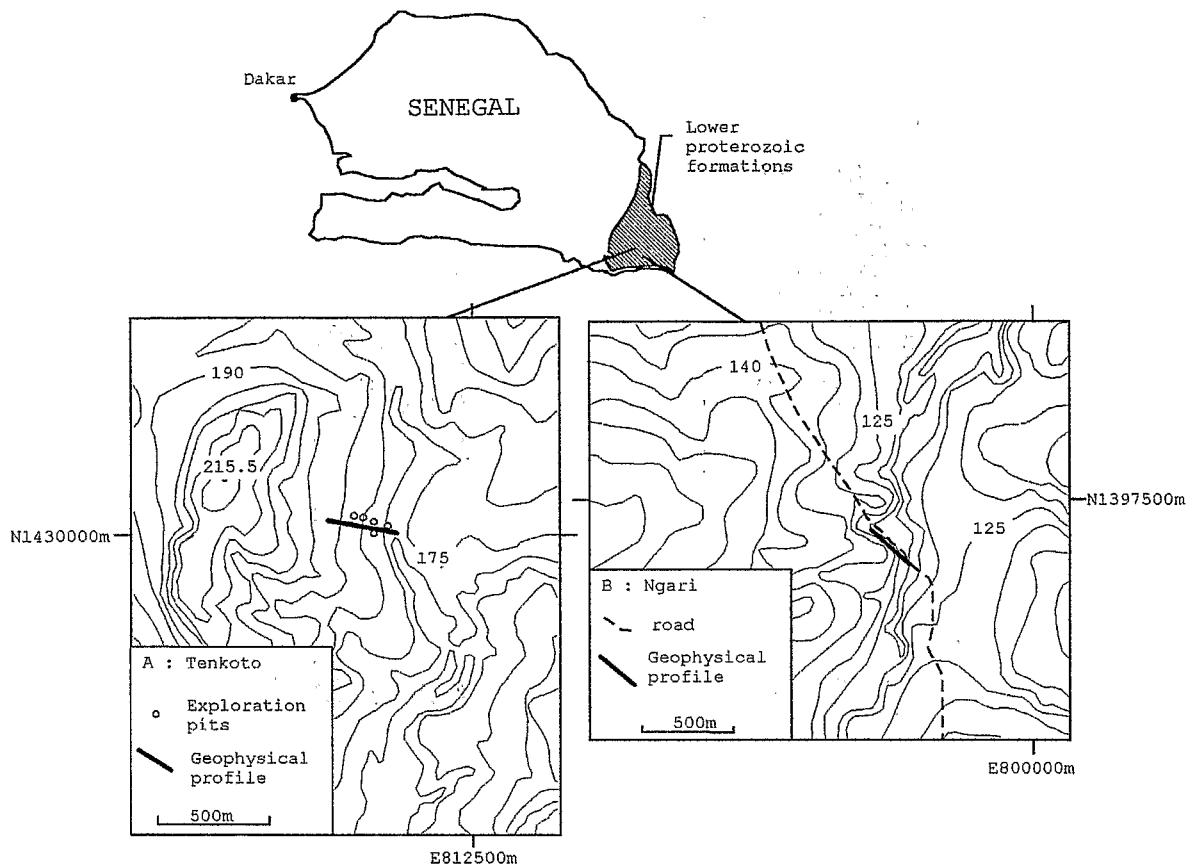 Dakar
SENEGAL
Lower
proterozoic
formations
190
215.5
175
N1430000m
A : Tenkoto
Exploration
pits
Geophysical
profile
500m
E812500m
140
125
N1397500m
125
B : Ngari
road
Geophysical
profile
500m
E800000m